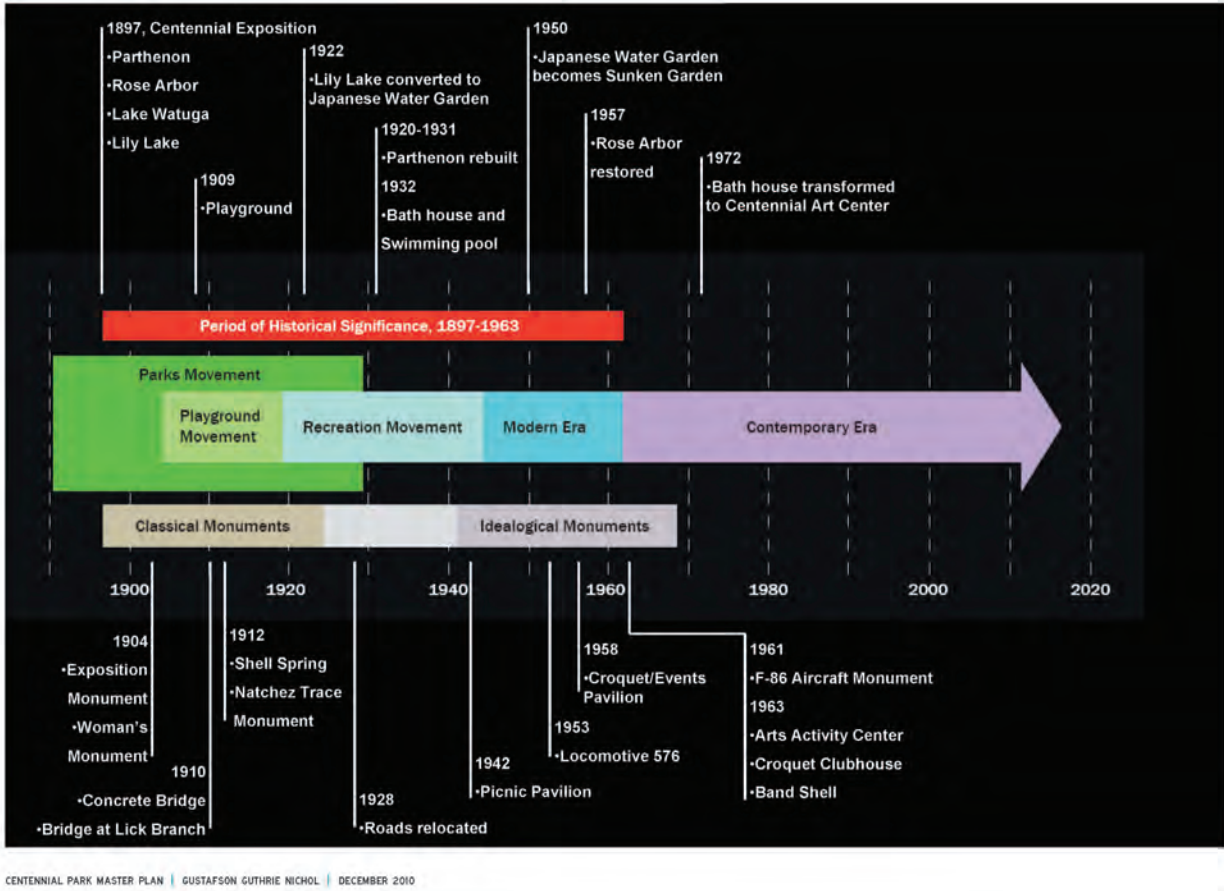 1897, Centennial Exposition
•Parthenon
•Rose Arbor
•Lake Watuga
•Lily Lake
1909
•Playground
1922
•Lily Lake converted to
Japanese Water Garden
•1920-1931
•Parthenon rebuilt
1932
•Bath house and
Swimming pool
1950
•Japanese Water Garden
becomes Sunken Garden
1957
•Rose Arbor
restored
1972
•Bath house transformed
to Centennial Art Center
Period of Historical Significance, 1897-1963
Parks Movement
Playground
Movement
Recreation Movement
Modern Era
Contemporary Era
Classical Monuments
Idealogical Monuments
1900
1920
1940
1960
1980
2000
2020
1904
•Exposition
Monument
•Woman's
Monument
1910
•Concrete Bridge
•Bridge at Lick Branch
1912
•Shell Spring
•Natchez Trace
Monument
1928
•Roads relocated
1942
•Picnic Pavilion
1953
•Locomotive 576
1958
•Croquet/Events
Pavilion
1961
•F-86 Aircraft Monument
1963
•Arts Activity Center
•Croquet Clubhouse
•Band Shell
CENTENNIAL PARK MASTER PLAN | GUSTAFSON GUTHRIE NICHOL | DECEMBER 2010